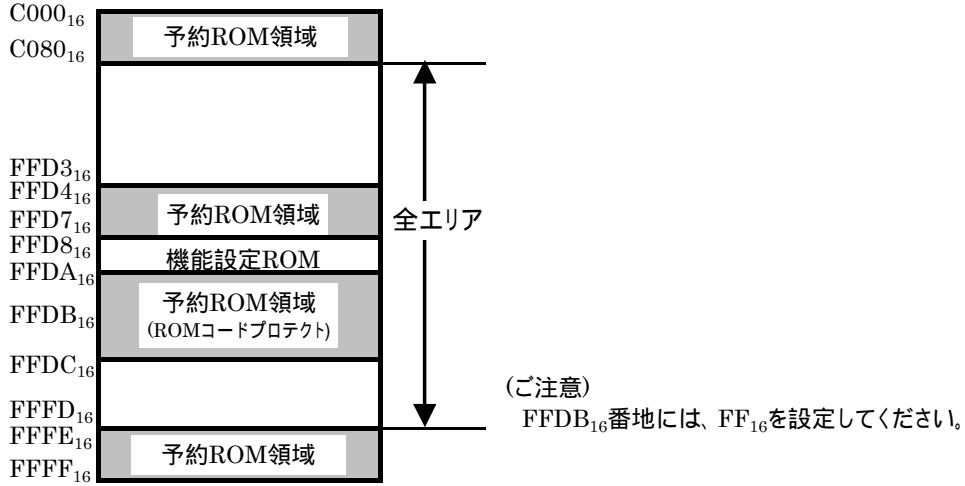 C000₁₆
予約ROM領域
C080₁₆
FFD3₁₆
FFD4₁₆
予約ROM領域
FFD7₁₆
全エリア
FFD8₁₆
機能設定ROM
FFDA₁₆
予約ROM領域
FFDB₁₆
(ROMコードプロテクト)
FFDC₁₆
(ご注意)
FFDB₁₆番地には、FF₁₆を設定してください。
FFFD₁₆
FFFE₁₆
予約ROM領域
FFFF₁₆